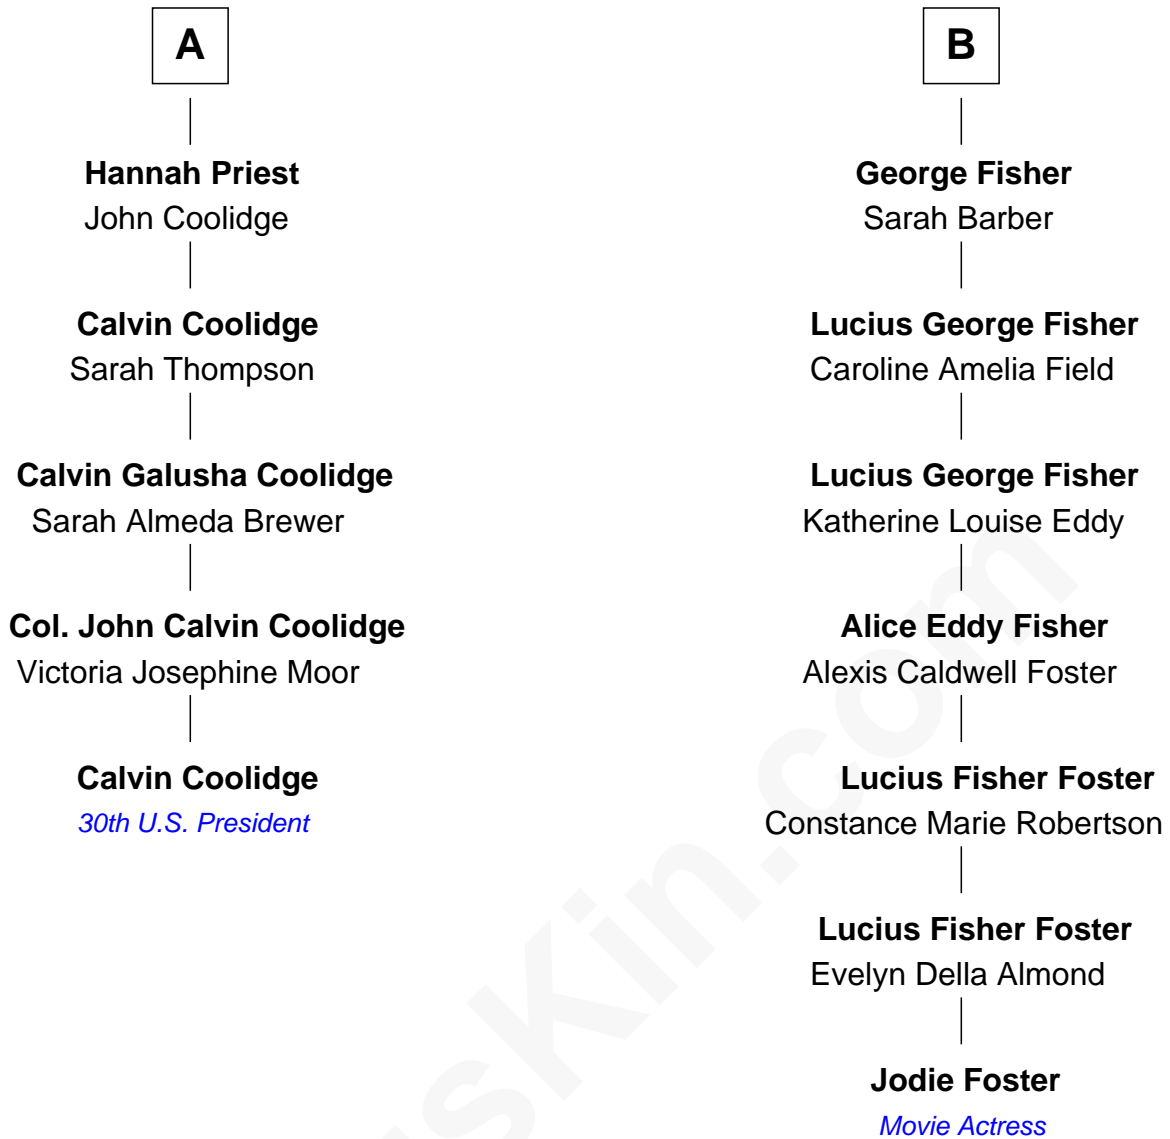 A
Hannah Priest
John Coolidge
Calvin Coolidge
Sarah Thompson
Calvin Galusha Coolidge
Sarah Almeda Brewer
Col. John Calvin Coolidge
Victoria Josephine Moor
Calvin Coolidge
30th U.S. President
B
George Fisher
Sarah Barber
Lucius George Fisher
Caroline Amelia Field
Lucius George Fisher
Katherine Louise Eddy
Alice Eddy Fisher
Alexis Caldwell Foster
Lucius Fisher Foster
Constance Marie Robertson
Lucius Fisher Foster
Evelyn Della Almond
Jodie Foster
Movie Actress